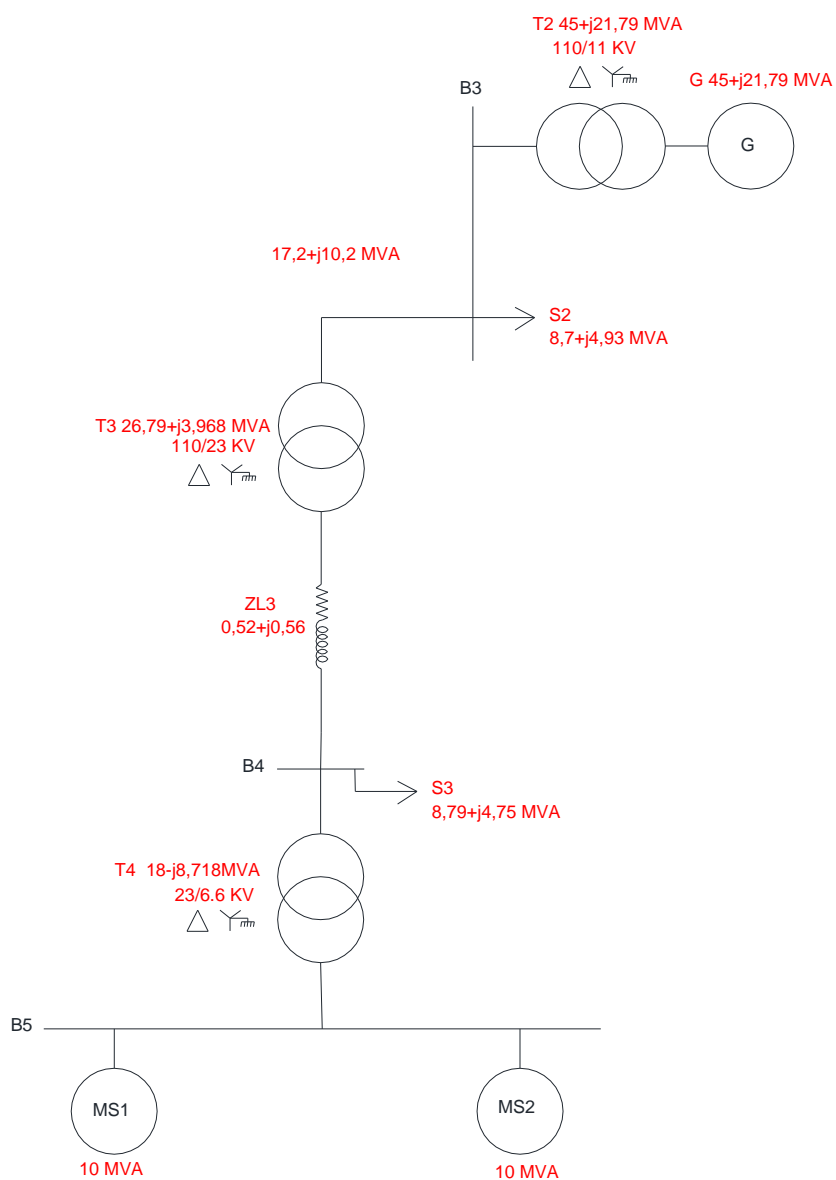 T2 45+j21,79 MVA
110/11 KV
G 45+j21,79 MVA
B3
G
17,2+j10,2 MVA
S2
8,7+j4,93 MVA
T3 26,79+j3,968 MVA
110/23 KV
ZL3
0,52+j0,56
B4
S3
8,79+j4,75 MVA
T4 18-j8,718MVA
23/6.6 KV
B5
MS1
MS2
10 MVA
10 MVA